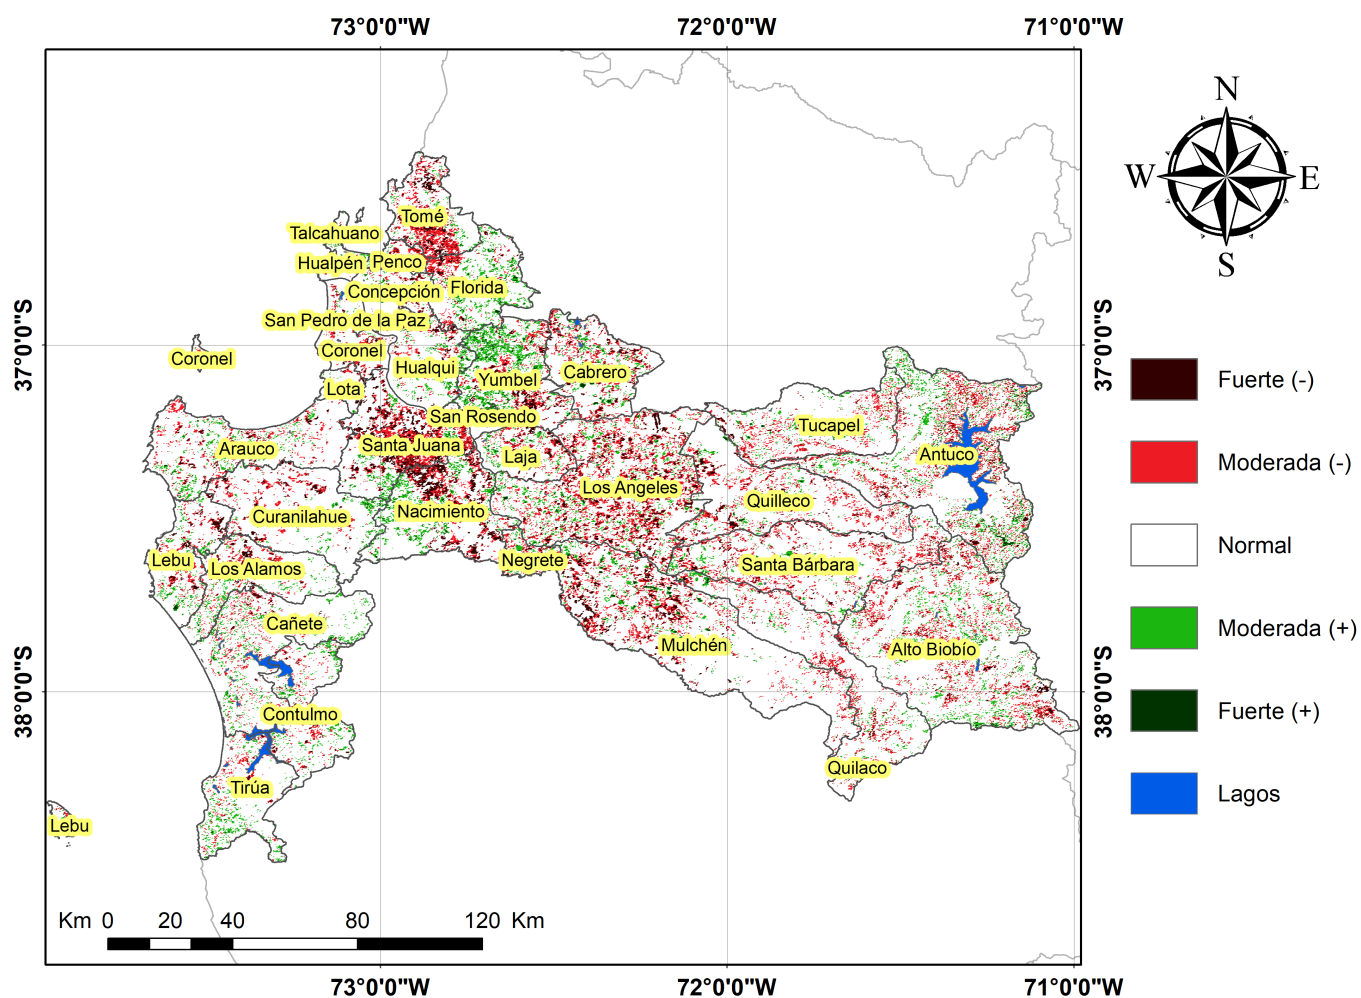 73°0'0"W 72°0'0"W 71°0'0"W
N
W E
S
37°0'0"S
37°0'0"S
38°0'0"S
38°0'0"S
Tomé
Talcahuano
Hualpén
Penco
Concepción
Florida
San Pedro de la Paz
Coronel
Coronel
Hualqui
Yumbel
Cabrero
Lota
San Rosendo
Tucapel
Arauco
Santa Juana
Laja
Antuco
Los Angeles
Quilleco
Curanilahue
Nacimiento
Lebu
Los Alamos
Negrete
Santa Bárbara
Cañete
Mulchén
Alto Biobío
Contulmo
Quilaco
Tirúa
Lebu
Fuerte (-)
Moderada (-)
Normal
Moderada (+)
Fuerte (+)
Lagos
Km 0 20 40 80 120 Km
73°0'0"W 72°0'0"W 71°0'0"W